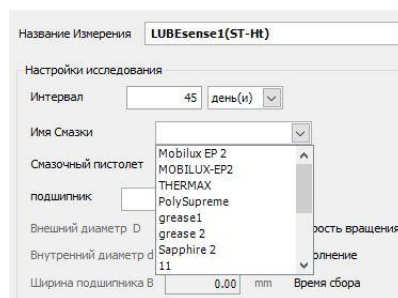 Название Измерения LUBEsense1(ST-Ht)
Настройки исследования
Интервал 45 день(и)
Имя Смазки
Mobilux EP 2
Смазочный пистолет MOBILUX-EP2
THERMAX
подшипник PolySupreme
grease1
Внешний диаметр D grease 2 рость вращения
Внутренний диаметр d Sapphire 2 олнение
11
Ширина подшипника B 0.00 mm Время сбора